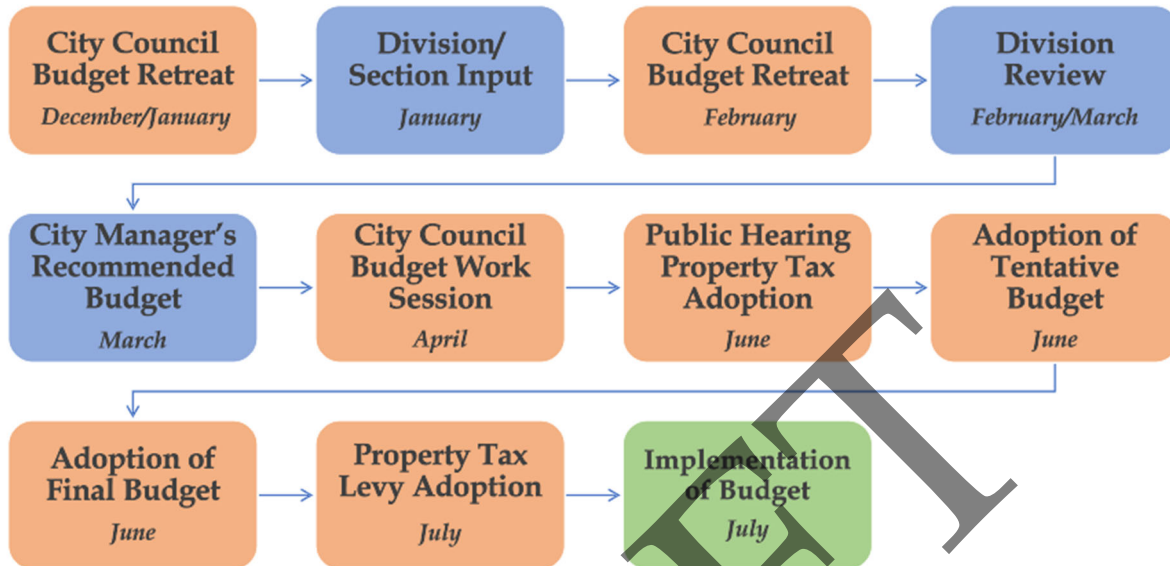 City Council
Budget Retreat
December/January
Division/
Section Input
January
City Council
Budget Retreat
February
Division
Review
February/March
City Manager's
Recommended
Budget
March
City Council
Budget Work
Session
April
Public Hearing
Property Tax
Adoption
June
Adoption of
Tentative
Budget
June
Adoption of
Final Budget
June
Property Tax
Levy Adoption
July
Implementation
of Budget
July
FT